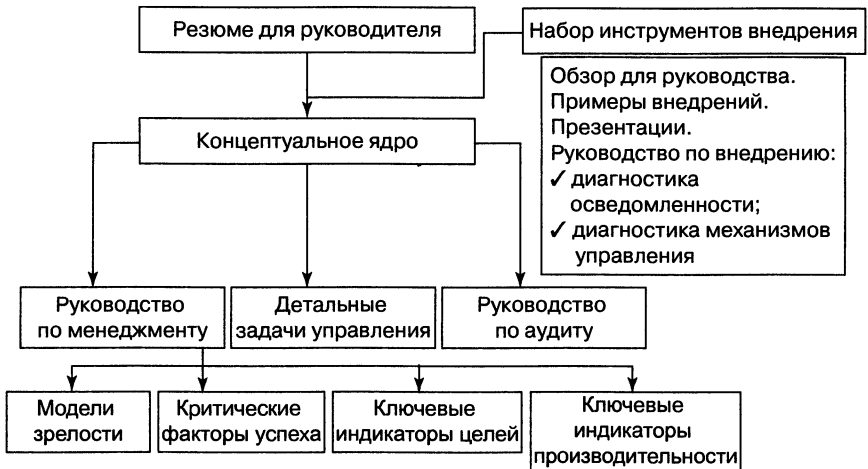 Резюме для руководителя
Набор инструментов внедрения
Обзор для руководства.
Примеры внедрений.
Презентации.
Руководство по внедрению:
✓ диагностика
осведомленности;
✓ диагностика механизмов
управления
Концептуальное ядро
Руководство
по менеджменту
Детальные
задачи управления
Руководство
по аудиту
Модели
зрелости
Критические
факторы успеха
Ключевые
индикаторы целей
Ключевые
индикаторы
производительности